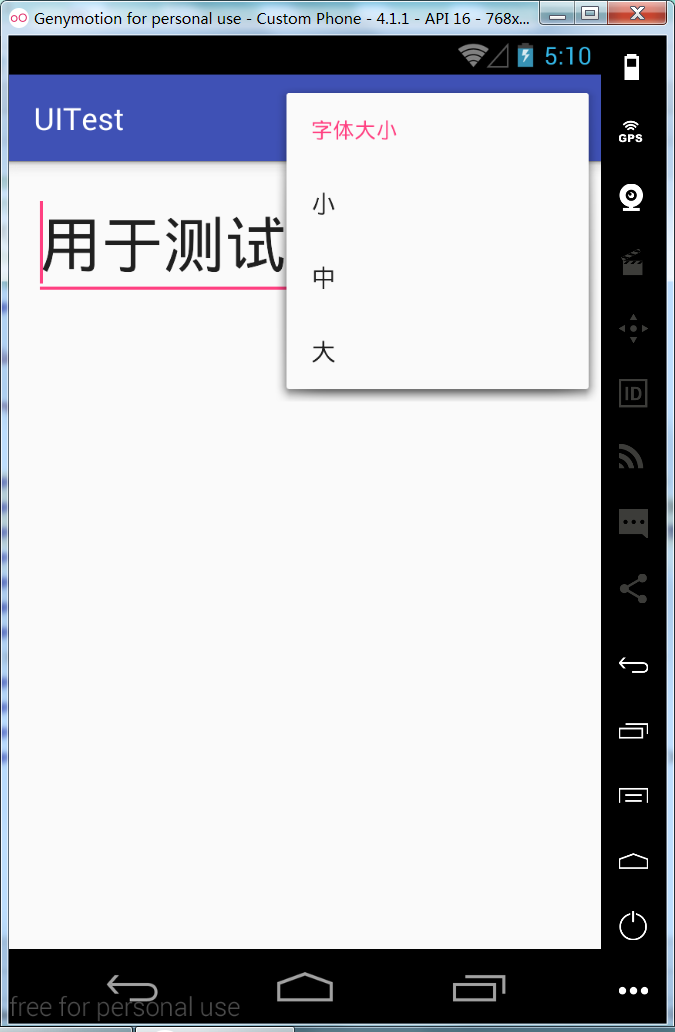 Genymotion for personal use - Custom Phone - 4.1.1 - API 16 - 768x...
5:10
UITest
字体大小
小
中
大
用于测试
GPS
ID
free for personal use